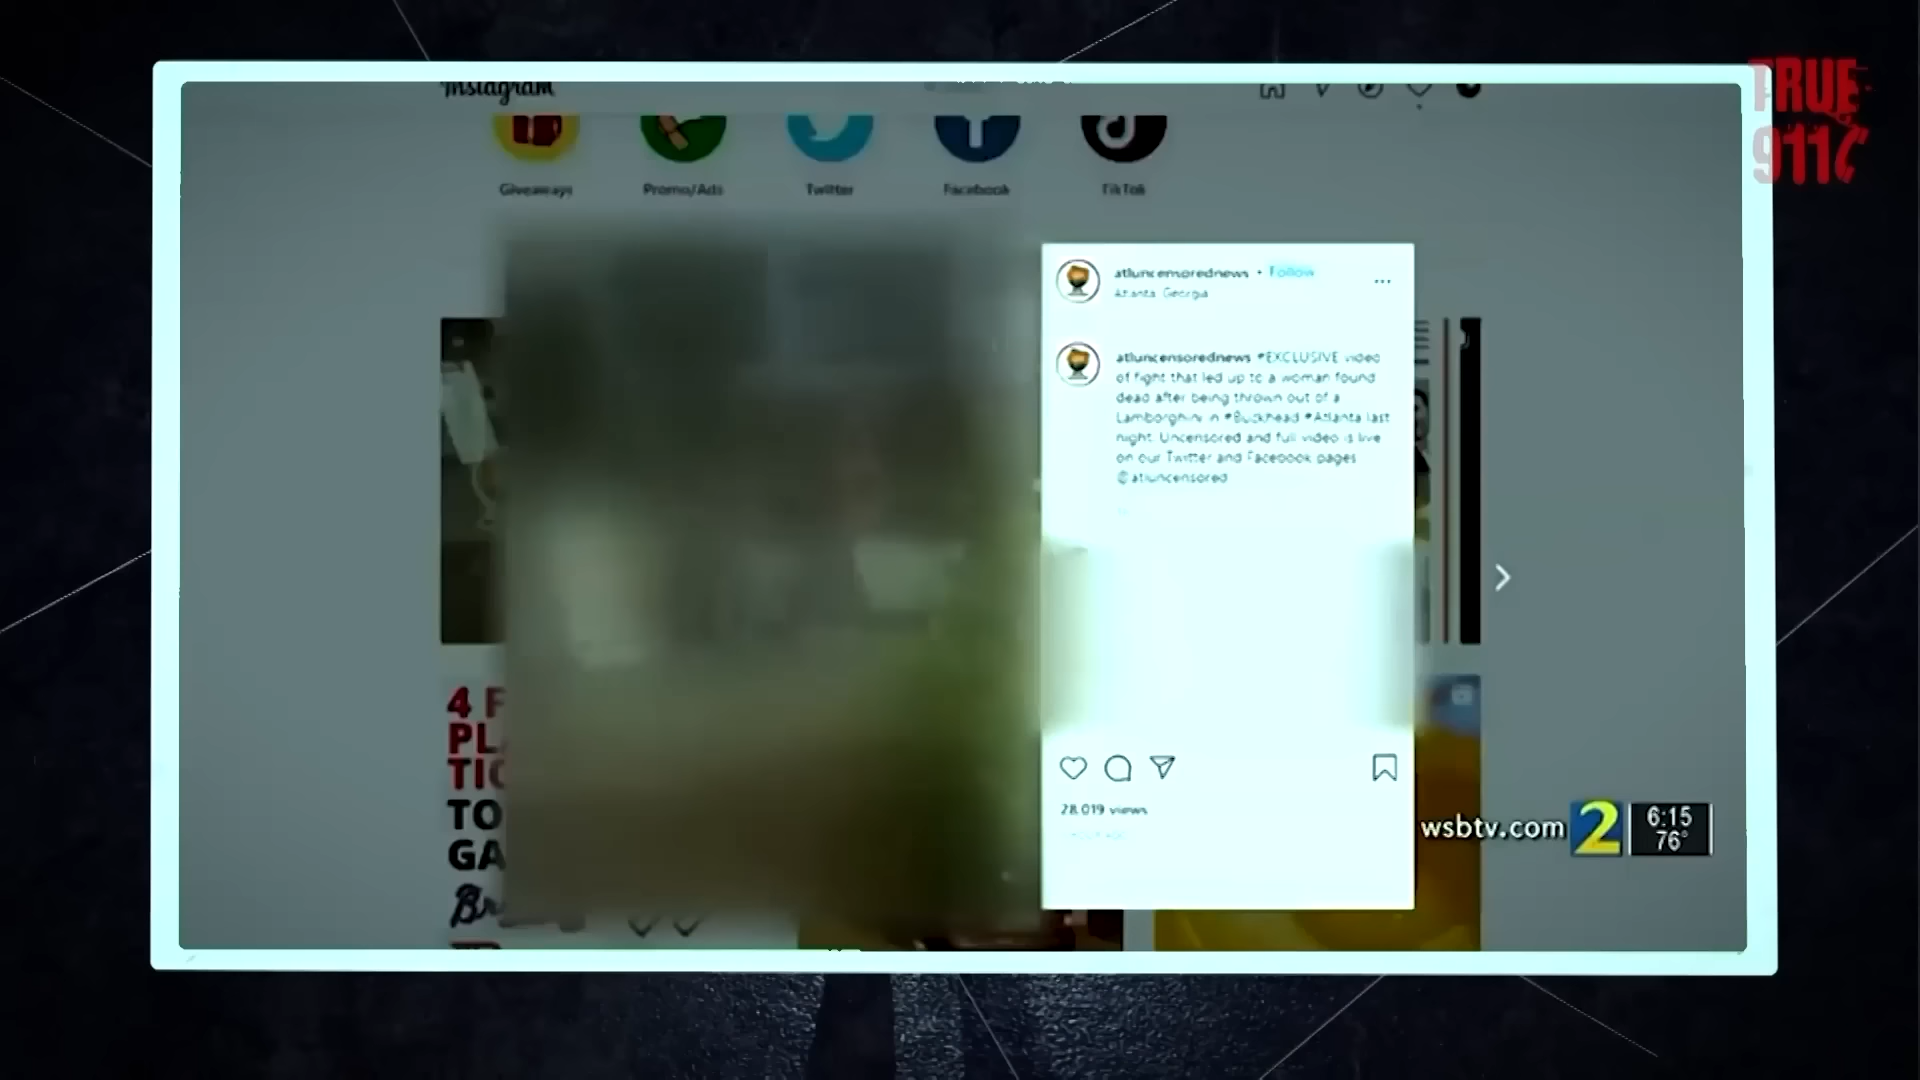 Instagram
TRUE
911
Giveaways
Promo/Ads
Twitter
Facebook
TikTok
atluncensorednews • Follow
Atlanta, Georgia
atluncensorednews #EXCLUSIVE video
of fight that led up to a woman found
dead after being thrown out of a
Lamborghini in #Buckhead #Atlanta last
night. Uncensored and full video is live
on our Twitter and Facebook pages
@atluncensored
4 F
PL
TIC
TO
GA
Br
28,019 views
wsbtv.com 2
6:15
76°